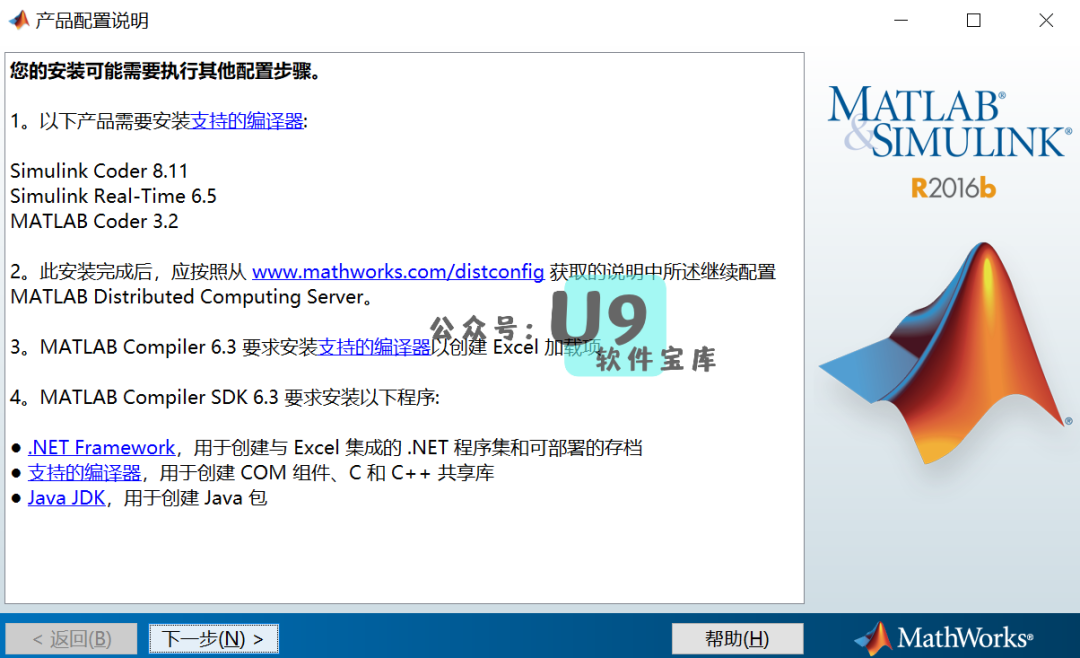 产品配置说明
您的安装可能需要执行其他配置步骤。
1。以下产品需要安装支持的编译器:
Simulink Coder 8.11
Simulink Real-Time 6.5
MATLAB Coder 3.2
2。此安装完成后，应按照从 www.mathworks.com/distconfig 获取的说明中所述继续配置
MATLAB Distributed Computing Server。
3。MATLAB Compiler 6.3 要求安装支持的编译器以创建 Excel 加载项
4。MATLAB Compiler SDK 6.3 要求安装以下程序:
● .NET Framework，用于创建与 Excel 集成的 .NET 程序集和可部署的存档
● 支持的编译器，用于创建 COM 组件、C 和 C++ 共享库
● Java JDK，用于创建 Java 包
公众号：U9
软件宝库
MATLAB®
&SIMULINK®
R2016b
®
< 返回(B)
下一步(N) >
帮助(H)
MathWorks®